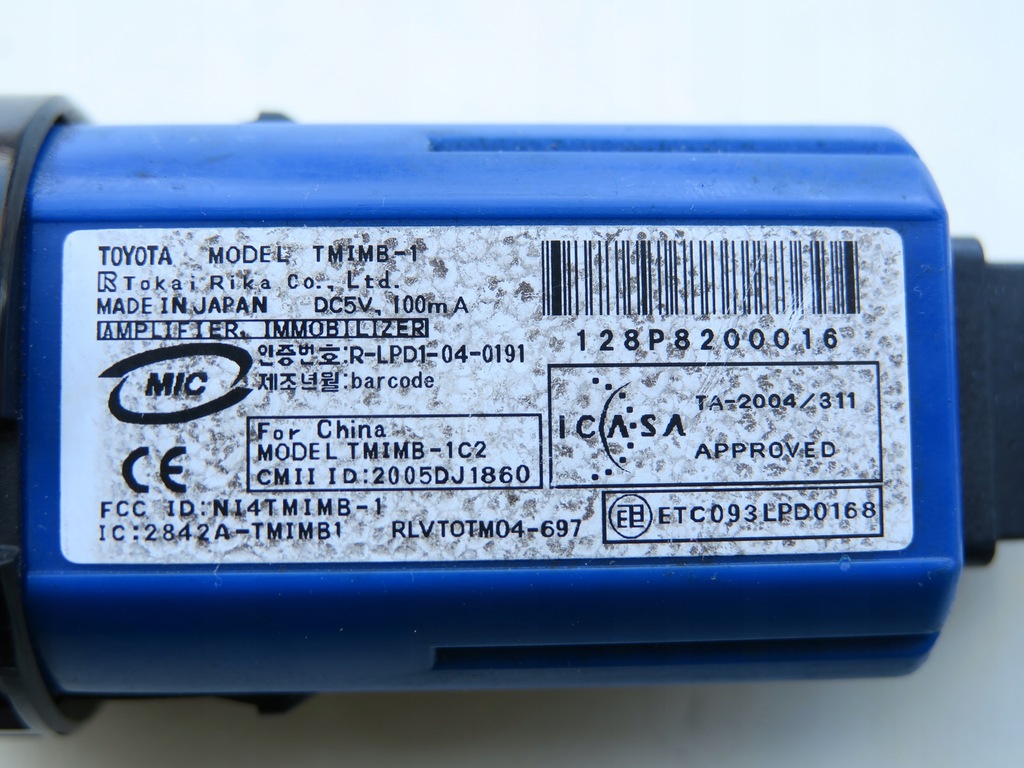 TOYOTA MODEL TMIMB-1
R Tokai Rika Co., Ltd.
MADE IN JAPAN DC5V, 100mA
AMPLIFIER, IMMOBILIZER
MIC
인증번호:R-LPD1-04-0191
제조년월:barcode
For China
MODEL TMIMB-1C2
CMII ID:2005DJ1860
CE
FCC ID:NI4TMIMB-1
IC:2842A-TMIMB1 RLVTOTM04-697
128P8200016
ICASA
TA-2004/311
APPROVED
ETC093LPD0168